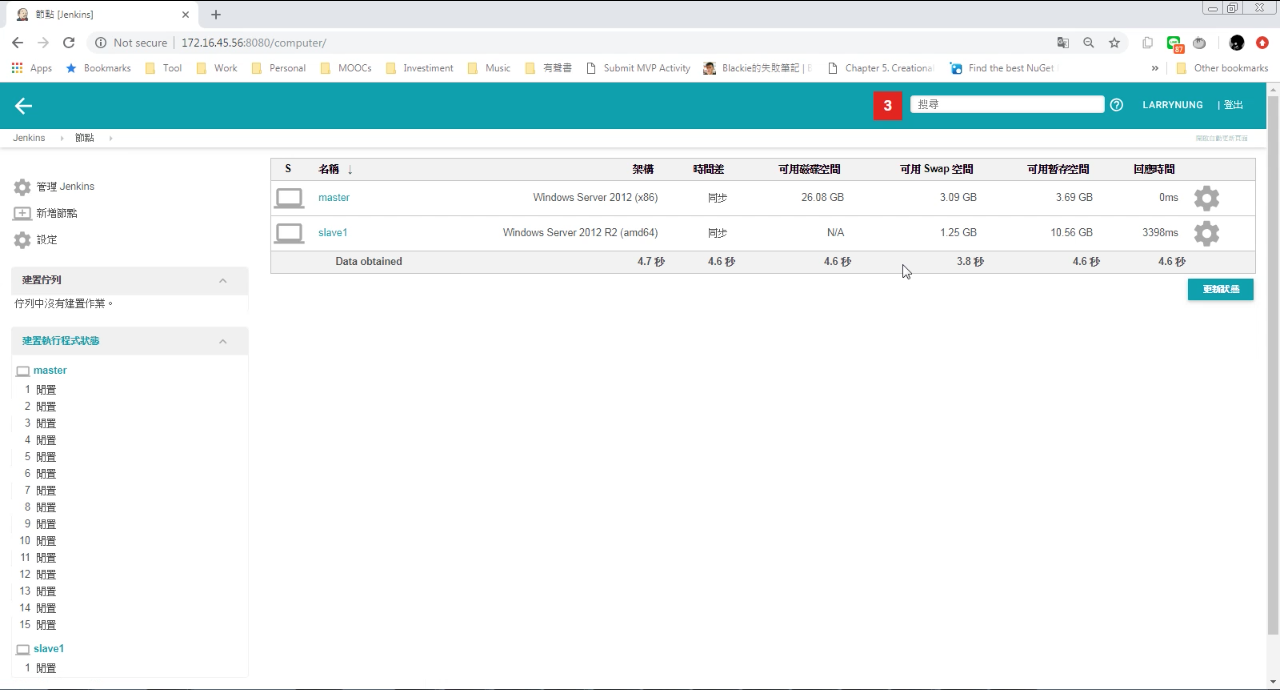 節點 [Jenkins]
Not secure | 172.16.45.56:8080/computer/
87
Apps Bookmarks Tool Work Personal MOOCs Investiment Music 有聲書 Submit MVP Activity Blackie的失敗筆記 | Chapter 5. Creationa Find the best NuGet » Other bookmarks
3 搜尋 LARRYNUNG | 登出
Jenkins › 節點 ›
管理 Jenkins
新增節點
設定
建置佇列
佇列中沒有建置作業。
建置執行程式狀態
master
1 閒置
2 閒置
3 閒置
4 閒置
5 閒置
6 閒置
7 閒置
8 閒置
9 閒置
10 閒置
11 閒置
12 閒置
13 閒置
14 閒置
15 閒置
slave1
1 閒置
S 名稱 ↓ 架構 時間差 可用磁碟空間 可用 Swap 空間 可用暫存空間 回應時間
master Windows Server 2012 (x86) 同步 26.08 GB 3.09 GB 3.69 GB 0ms
slave1 Windows Server 2012 R2 (amd64) 同步 N/A 1.25 GB 10.56 GB 3398ms
Data obtained 4.7 秒 4.6 秒 4.6 秒 3.8 秒 4.6 秒 4.6 秒
更新狀態